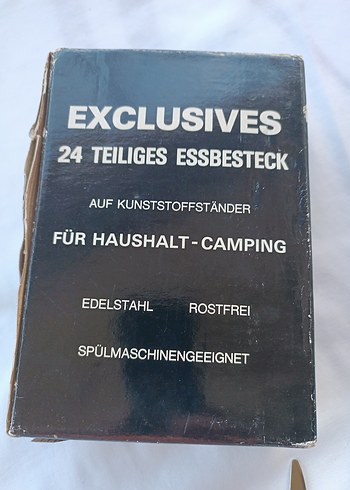 EXCLUSIVES
24 TEILIGES ESSBESTECK
AUF KUNSTSTOFFSTÄNDER
FÜR HAUSHALT-CAMPING
EDELSTAHL ROSTFREI
SPÜLMASCHINENGEEIGNET